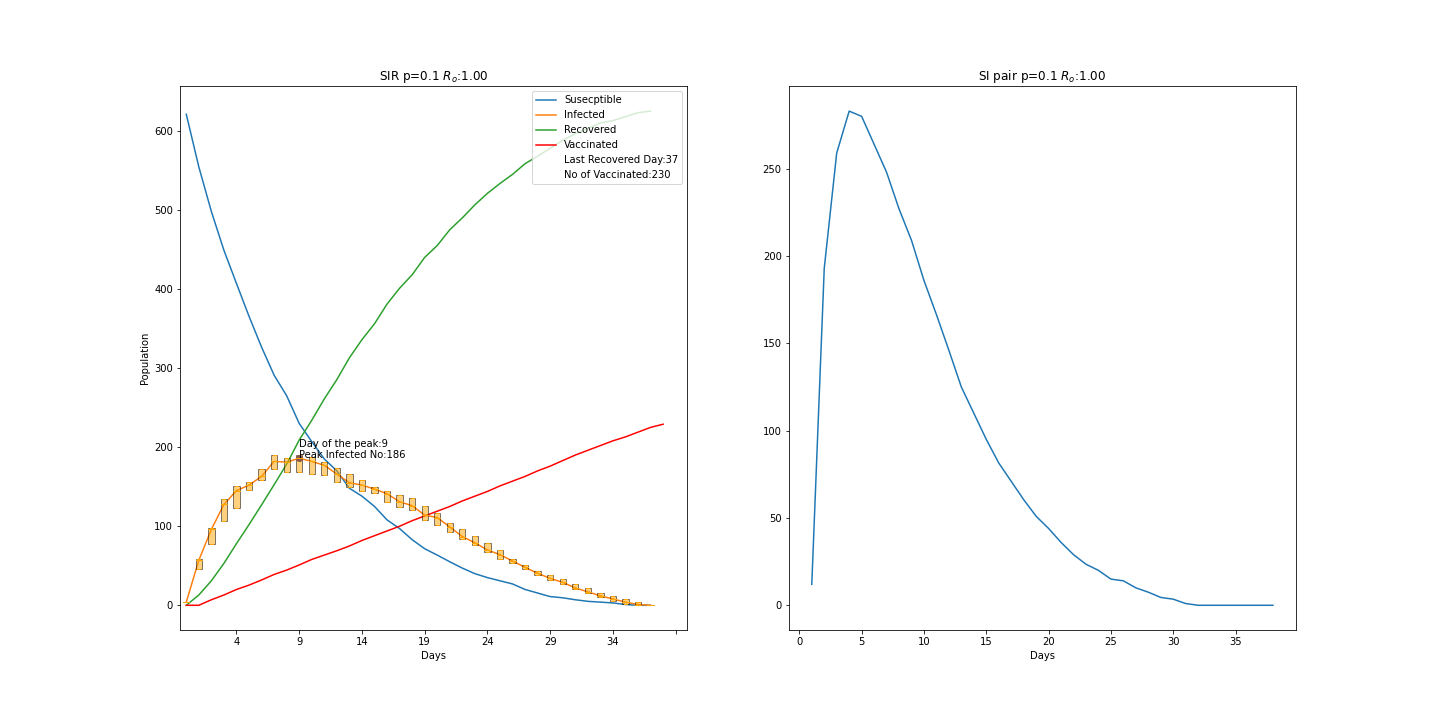 SIR p=0.1 Rₒ:1.00
Susecptible
Infected
Recovered
Vaccinated
Last Recovered Day:37
No of Vaccinated:230
600
500
400
300
200
100
0
Population
Day of the peak:9
Peak Infected No:186
4 9 14 19 24 29 34
Days
SI pair p=0.1 Rₒ:1.00
250
200
150
100
50
0
0 5 10 15 20 25 30 35
Days